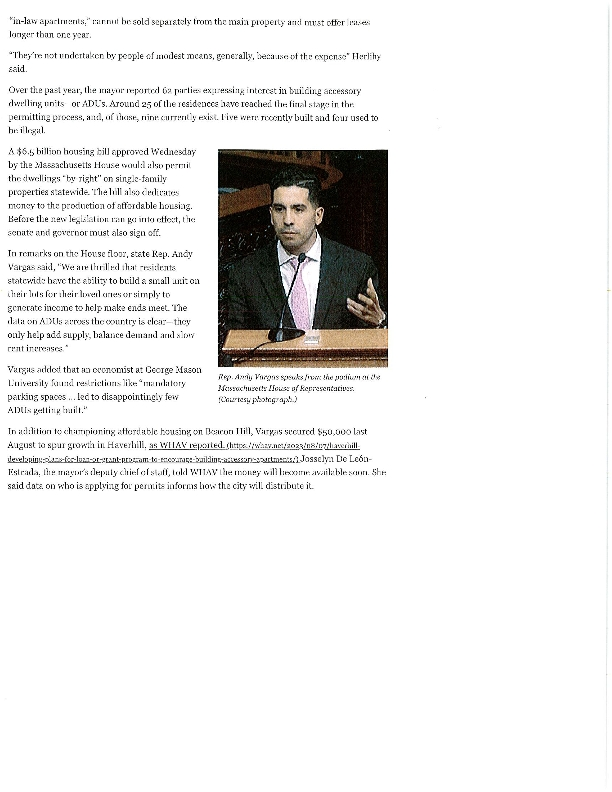 "in-law apartments," cannot be sold separately from the main property and must offer leases
longer than one year.
"They're not undertaken by people of modest means, generally, because of the expense" Herlihy
said.
Over the past year, the mayor reported 62 parties expressing interest in building accessory
dwelling units—or ADUs. Around 25 of the residences have reached the final stage in the
permitting process, and, of those, nine currently exist. Five were recently built and four used to
be illegal.
A $6.5 billion housing bill approved Wednesday
by the Massachusetts House would also permit
the dwellings "by-right" on single-family
properties statewide. The bill also dedicates
money to the production of affordable housing.
Before the new legislation can go into effect, the
senate and governor must also sign off.
In remarks on the House floor, state Rep. Andy
Vargas said, "We are thrilled that residents
statewide have the ability to build a small unit on
their lots for their loved ones or simply to
generate income to help make ends meet. The
data on ADUs across the country is clear—they
only help add supply, balance demand and slow
rent increases."
Vargas added that an economist at George Mason
University found restrictions like "mandatory
parking spaces ... led to disappointingly few
ADUs getting built."
Rep. Andy Vargas speaks from the podium at the
Massachusetts House of Representatives.
(Courtesy photograph.)
In addition to championing affordable housing on Beacon Hill, Vargas secured $50,000 last
August to spur growth in Haverhill, as WHAV reported. (https://whav.net/2023/08/07/haverhill-
developing-plans-for-loan-or-grant-program-to-encourage-building-accessory-apartments/) Josselyn De León-
Estrada, the mayor's deputy chief of staff, told WHAV the money will become available soon. She
said data on who is applying for permits informs how the city will distribute it.